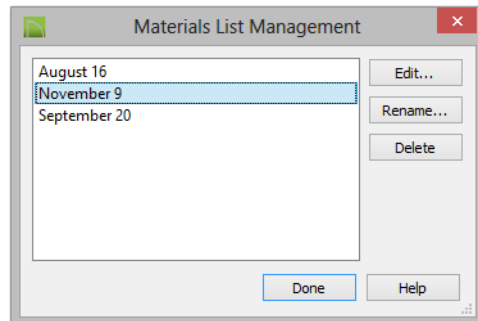 Materials List Management
August 16
November 9
September 20
Edit...
Rename...
Delete
Done
Help